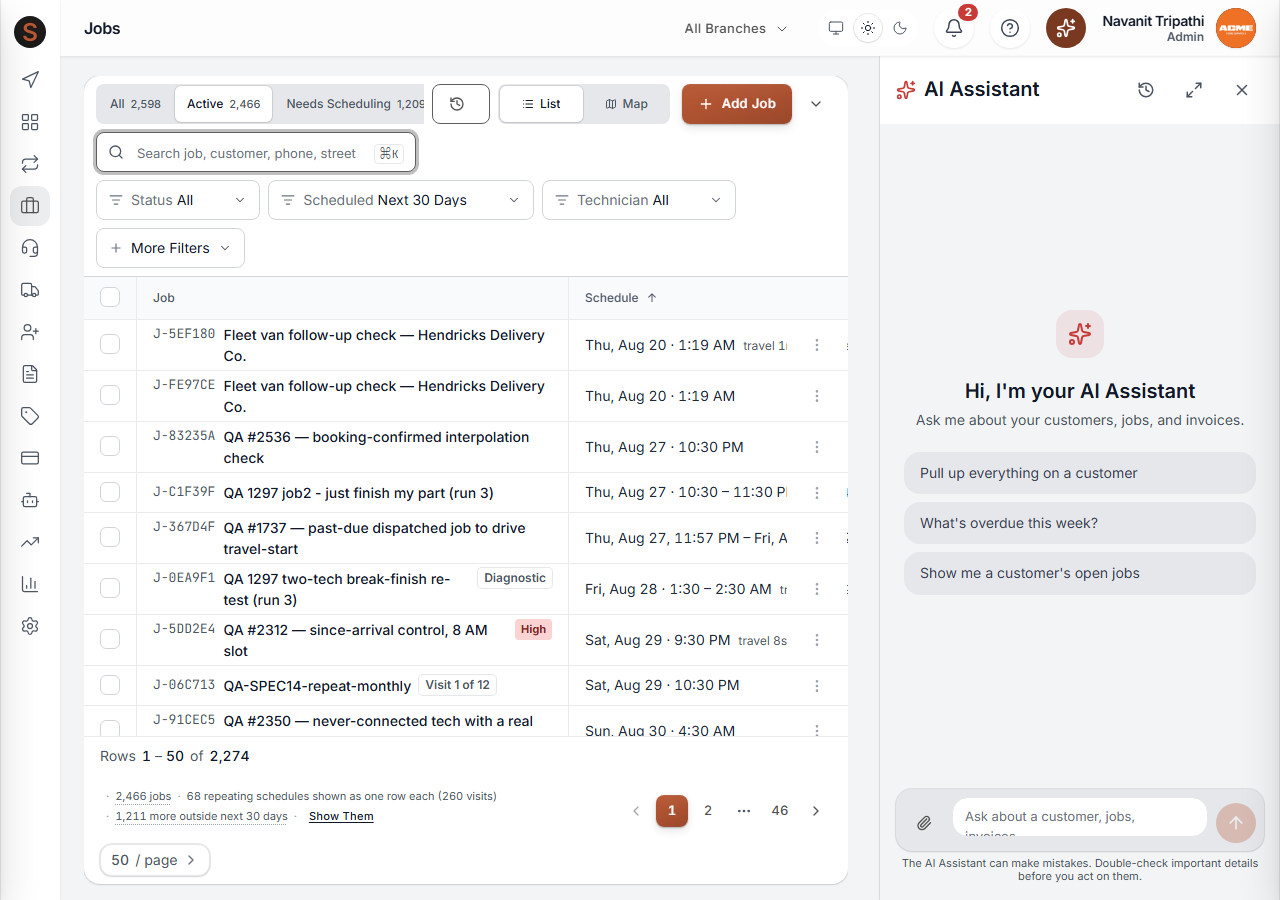 S
Jobs
All Branches
2
Navanit Tripathi
Admin
ACME
All 2,598
Active 2,466
Needs Scheduling 1,209
List
Map
Add Job
Search job, customer, phone, street
⌘K
Status All
Scheduled Next 30 Days
Technician All
More Filters
Job
Schedule
J-5EF180 Fleet van follow-up check — Hendricks Delivery
Co.
Thu, Aug 20 · 1:19 AM travel
J-FE97CE Fleet van follow-up check — Hendricks Delivery
Co.
Thu, Aug 20 · 1:19 AM
J-83235A QA #2536 — booking-confirmed interpolation
check
Thu, Aug 27 · 10:30 PM
J-C1F39F QA 1297 job2 - just finish my part (run 3)
Thu, Aug 27 · 10:30 – 11:30 P
J-367D4F QA #1737 — past-due dispatched job to drive
travel-start
Thu, Aug 27, 11:57 PM – Fri, A
J-0EA9F1 QA 1297 two-tech break-finish re-
test (run 3)
Diagnostic
Fri, Aug 28 · 1:30 – 2:30 AM tr
J-5DD2E4 QA #2312 — since-arrival control, 8 AM
slot
High
Sat, Aug 29 · 9:30 PM travel 8s
J-06C713 QA-SPEC14-repeat-monthly
Visit 1 of 12
Sat, Aug 29 · 10:30 PM
J-91CEC5 QA #2350 — never-connected tech with a real
Sun, Aug 30 · 4:30 AM
Rows 1 – 50 of 2,274
· 2,466 jobs · 68 repeating schedules shown as one row each (260 visits)
· 1,211 more outside next 30 days · Show Them
1 2 ··· 46
50 / page
AI Assistant
Hi, I'm your AI Assistant
Ask me about your customers, jobs, and invoices.
Pull up everything on a customer
What's overdue this week?
Show me a customer's open jobs
Ask about a customer, jobs,
invoices
The AI Assistant can make mistakes. Double-check important details
before you act on them.